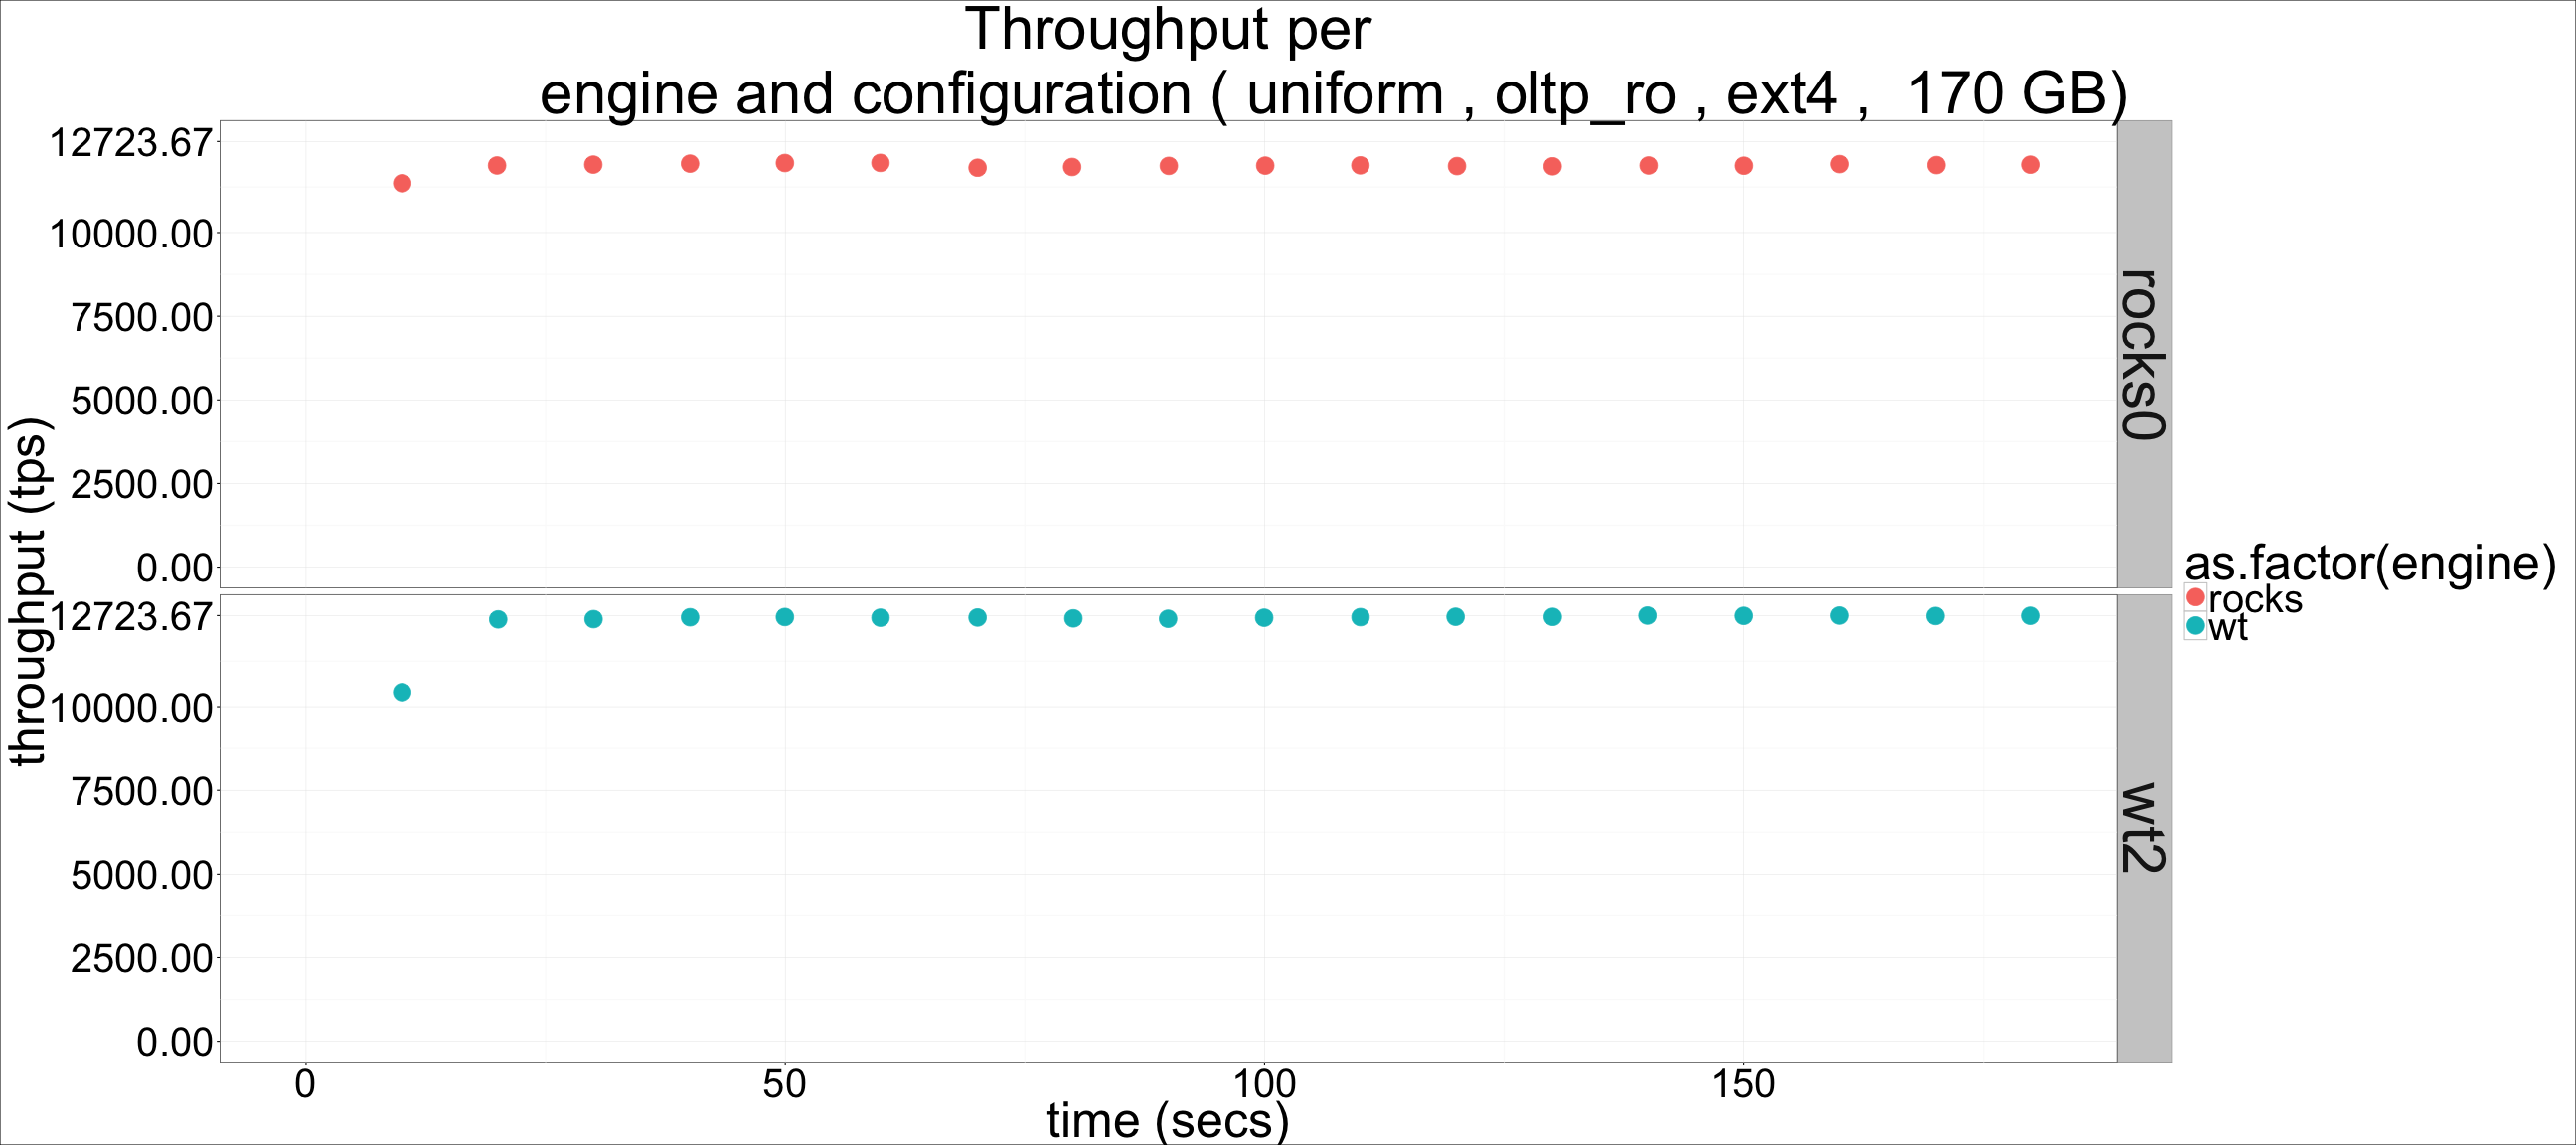 Throughput per
engine and configuration ( uniform , oltp_ro , ext4 ,  170 GB)
throughput (tps)
12723.67
10000.00
7500.00
5000.00
2500.00
0.00
rocks0
12723.67
10000.00
7500.00
5000.00
2500.00
0.00
wt2
0
50
100
150
time (secs)
as.factor(engine)
rocks
wt